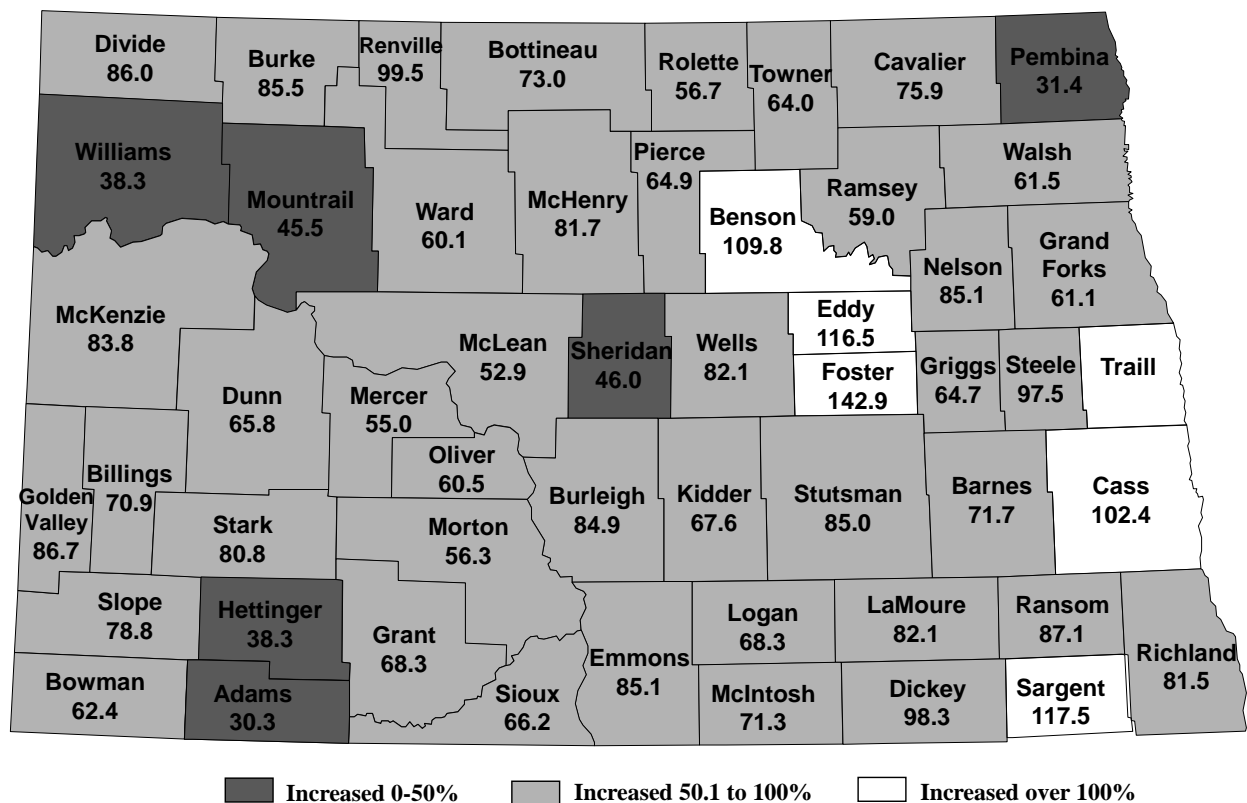 Divide
86.0
Burke
85.5
Renville
99.5
Bottineau
73.0
Rolette
56.7
Towner
64.0
Cavalier
75.9
Pembina
31.4
Williams
38.3
Mountrail
45.5
Ward
60.1
McHenry
81.7
Pierce
64.9
Benson
109.8
Ramsey
59.0
Walsh
61.5
Nelson
85.1
Grand
Forks
61.1
McKenzie
83.8
Dunn
65.8
Mercer
55.0
McLean
52.9
Sheridan
46.0
Wells
82.1
Eddy
116.5
Foster
142.9
Griggs
64.7
Steele
97.5
Traill
Golden
Valley
86.7
Billings
70.9
Stark
80.8
Oliver
60.5
Morton
56.3
Burleigh
84.9
Kidder
67.6
Stutsman
85.0
Barnes
71.7
Cass
102.4
Slope
78.8
Hettinger
38.3
Grant
68.3
Bowman
62.4
Adams
30.3
Sioux
66.2
Emmons
85.1
Logan
68.3
LaMoure
82.1
Ransom
87.1
Richland
81.5
McIntosh
71.3
Dickey
98.3
Sargent
117.5
Increased 0-50%
Increased 50.1 to 100%
Increased over 100%